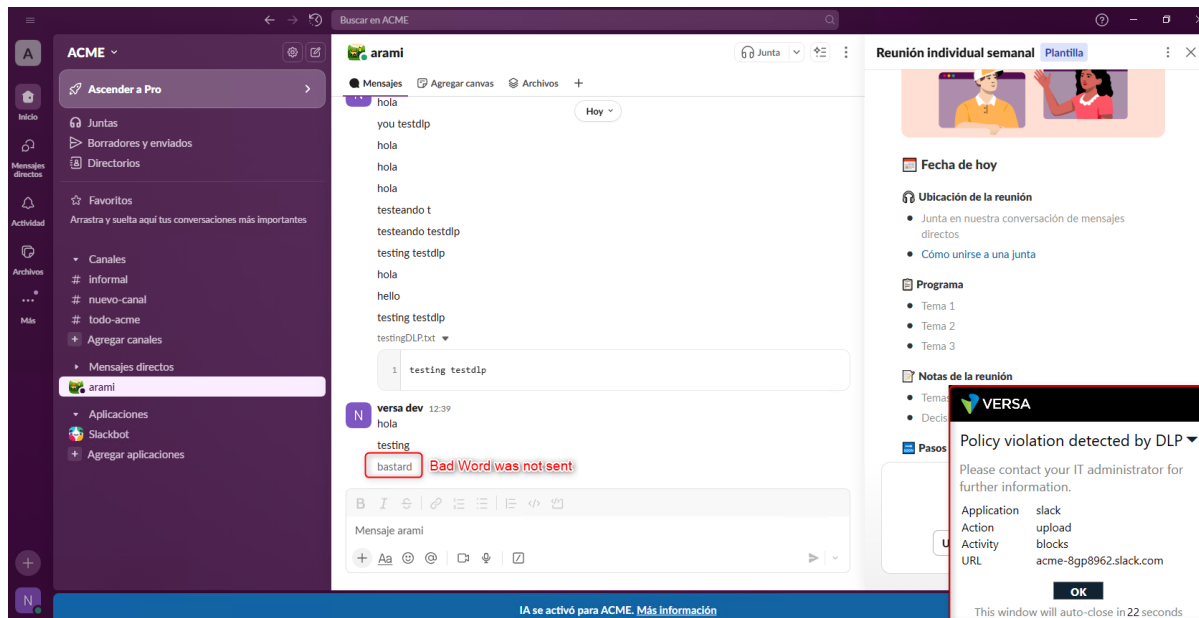 Buscar en ACME
A
Inicio
Mensajes
directos
Actividad
Archivos
Más
N
ACME
Ascender a Pro
Juntas
Borradores y enviados
Directorios
Favoritos
Arrastra y suelta aquí tus conversaciones más importantes
Canales
# informal
# nuevo-canal
# todo-acme
+ Agregar canales
Mensajes directos
arami
Aplicaciones
Slackbot
+ Agregar aplicaciones
arami
Junta
Mensajes
Agregar canvas
Archivos
Hoy
hola
you testdlp
hola
hola
hola
testeando t
testeando testdlp
testing testdlp
hola
hello
testing testdlp
testingDLP.txt
1 testing testdlp
N
versa dev 12:39
hola
testing
bastard
Bad Word was not sent
Mensaje arami
Aa
Reunión individual semanal Plantilla
Fecha de hoy
Ubicación de la reunión
Junta en nuestra conversación de mensajes
directos
Cómo unirse a una junta
Programa
Tema 1
Tema 2
Tema 3
Notas de la reunión
Temas
Decis
Pasos
U
VERSA
Policy violation detected by DLP
Please contact your IT administrator for
further information.
Application slack
Action upload
Activity blocks
URL acme-8gp8962.slack.com
OK
This window will auto-close in 22 seconds
IA se activó para ACME. Más información